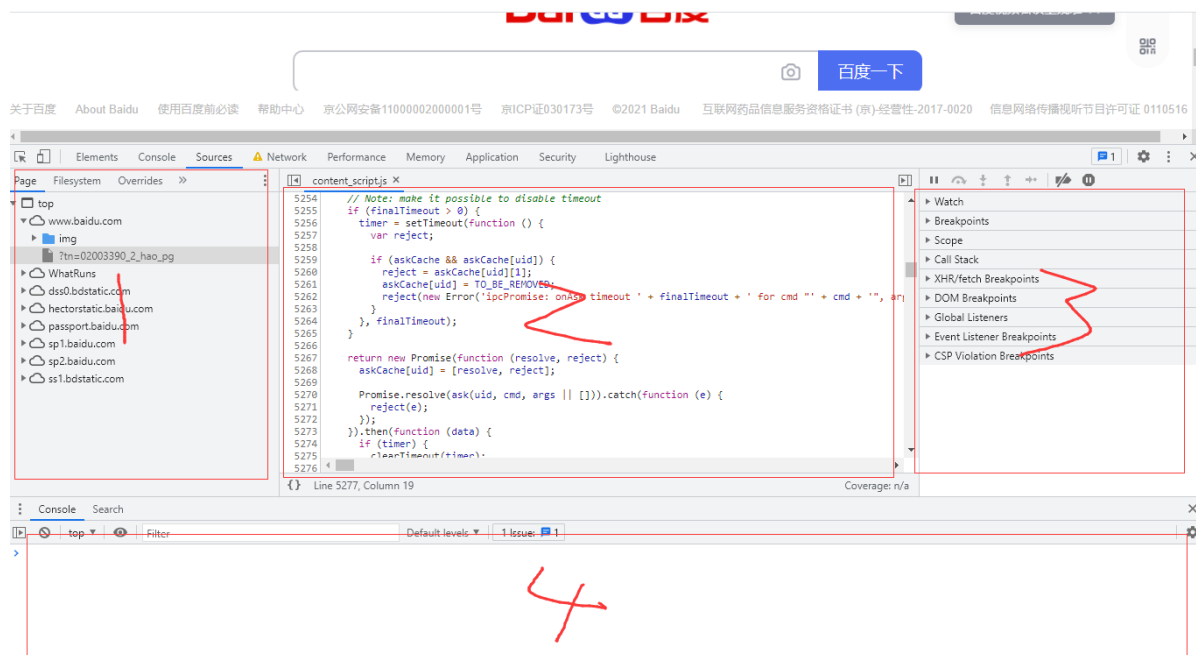 Bai du 百度
百度一下
关于百度 About Baidu 使用百度前必读 帮助中心 京公网安备11000002000001号 京ICP证030173号 ©2021 Baidu 互联网药品信息服务资格证书 (京)-经营性-2017-0020 信息网络传播视听节目许可证 0110516
Elements Console Sources Network Performance Memory Application Security Lighthouse 1
Page Filesystem Overrides »
content_script.js ×
top
www.baidu.com
img
?tn=02003390_2_hao_pg
WhatRuns
dss0.bdstatic.com
hectorstatic.baidu.com
passport.baidu.com
sp1.baidu.com
sp2.baidu.com
ss1.bdstatic.com
1
5254 // Note: make it possible to disable timeout
5255 if (finalTimeout > 0) {
5256 timer = setTimeout(function () {
5257 var reject;
5258
5259 if (askCache && askCache[uid]) {
5260 reject = askCache[uid][1];
5261 askCache[uid] = TO_BE_REMOVED;
5262 reject(new Error('ipcPromise: onAsk timeout ' + finalTimeout + ' for cmd "' + cmd + '", ar
5263 }
5264 }, finalTimeout);
5265 }
5266
5267 return new Promise(function (resolve, reject) {
5268 askCache[uid] = [resolve, reject];
5269
5270 Promise.resolve(ask(uid, cmd, args || [])).catch(function (e) {
5271 reject(e);
5272 });
5273 }).then(function (data) {
5274 if (timer) {
5275 clearTimeout(timer);
5276
2
{} Line 5277, Column 19 Coverage: n/a
Watch
Breakpoints
Scope
Call Stack
XHR/fetch Breakpoints
DOM Breakpoints
Global Listeners
Event Listener Breakpoints
CSP Violation Breakpoints
3
Console Search
top Filter Default levels 1 Issue: 1
4